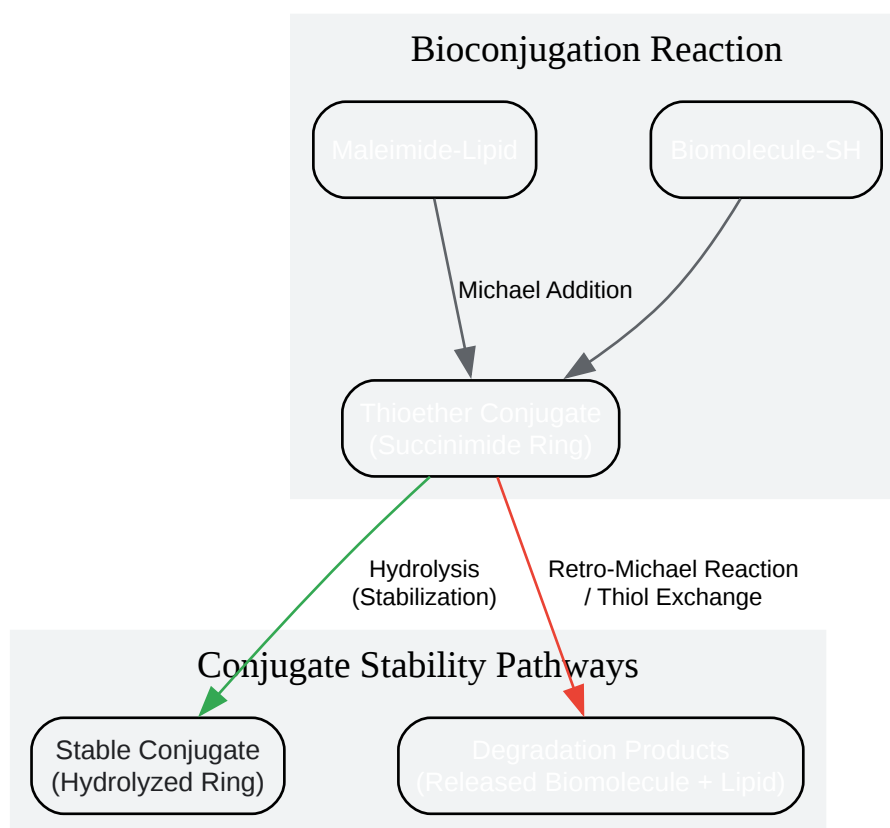 Bioconjugation Reaction
Maleimide-Lipid
Biomolecule-SH
Michael Addition
Thioether Conjugate
(Succinimide Ring)
Hydrolysis
(Stabilization)
Retro-Michael Reaction
/ Thiol Exchange
Conjugate Stability Pathways
Stable Conjugate
(Hydrolyzed Ring)
Degradation Products
(Released Biomolecule + Lipid)